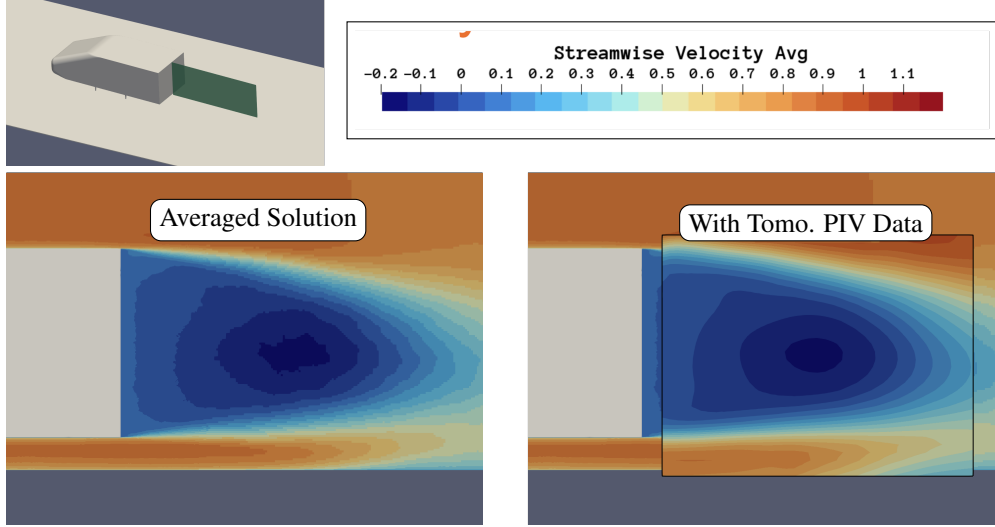 Streamwise Velocity Avg
-0.2 -0.1 0 0.1 0.2 0.3 0.4 0.5 0.6 0.7 0.8 0.9 1 1.1
Averaged Solution
With Tomo. PIV Data